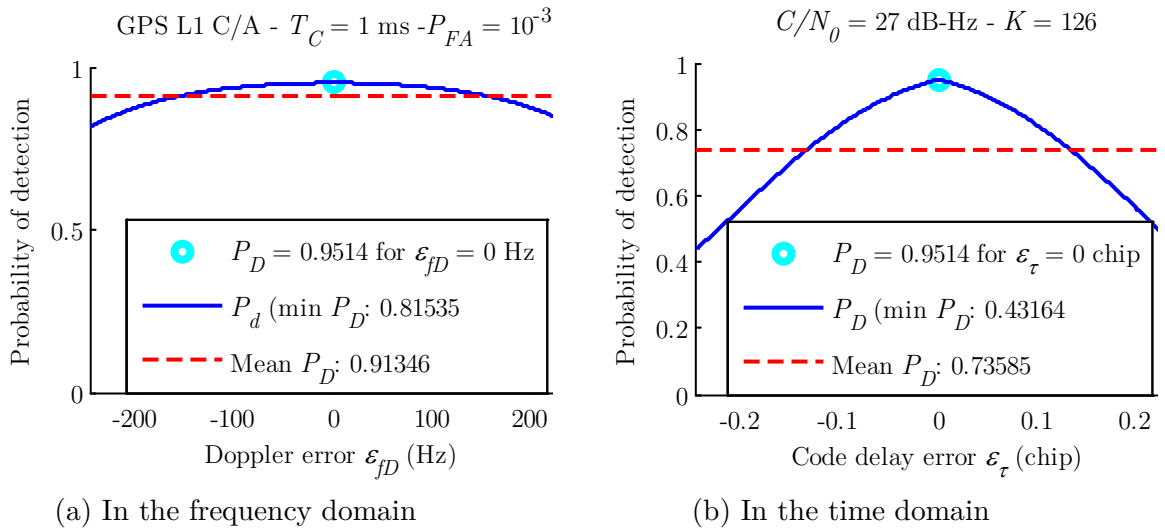 GPS L1 C/A - T_C = 1 ms -P_FA = 10^-3
Probability of detection
1
0.5
0
P_D = 0.9514 for ε_fD = 0 Hz
P_d (min P_D: 0.81535
Mean P_D: 0.91346
-200 -100 0 100 200
Doppler error ε_fD (Hz)
(a) In the frequency domain
C/N_0 = 27 dB-Hz - K = 126
Probability of detection
1
0.8
0.6
0.4
0.2
0
P_D = 0.9514 for ε_τ = 0 chip
P_D (min P_D: 0.43164
Mean P_D: 0.73585
-0.2 -0.1 0 0.1 0.2
Code delay error ε_τ (chip)
(b) In the time domain